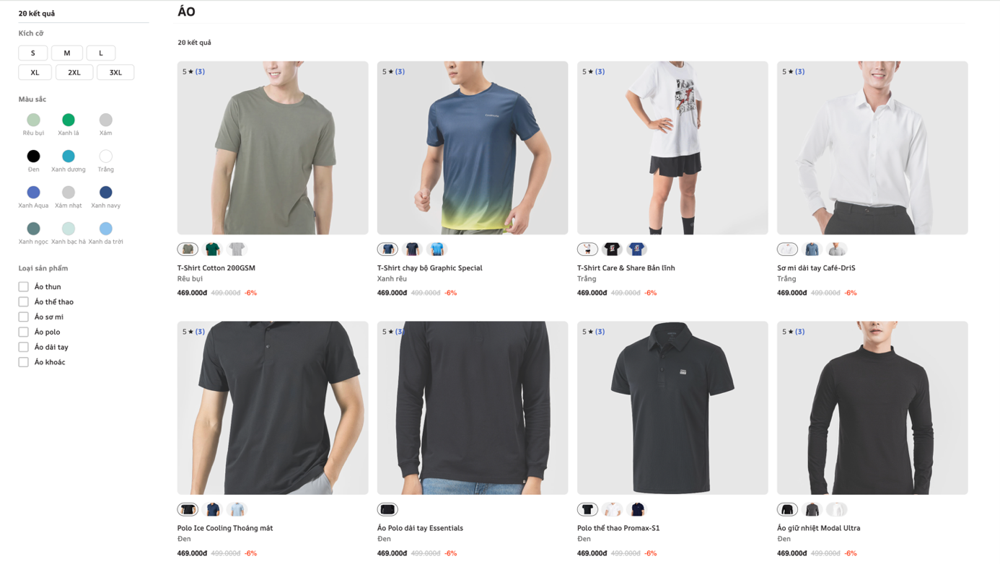 20 kết quả
Kích cỡ
S M L
XL 2XL 3XL
Màu sắc
Rêu bụi Xanh lá Xám
Đen Xanh dương Trắng
Xanh Aqua Xám nhạt Xanh navy
Xanh ngọc Xanh bạc hà Xanh da trời
Loại sản phẩm
Áo thun
Áo thể thao
Áo sơ mi
Áo polo
Áo dài tay
Áo khoác
ÁO
20 kết quả
5 ★ (3)
T-Shirt Cotton 200GSM
Rêu bụi
469.000đ 499.000đ -6%
5 ★ (3)
T-Shirt chạy bộ Graphic Special
Xanh rêu
469.000đ 499.000đ -6%
5 ★ (3)
T-Shirt Care & Share Bản lĩnh
Trắng
469.000đ 499.000đ -6%
5 ★ (3)
Sơ mi dài tay Café-DriS
Trắng
469.000đ 499.000đ -6%
5 ★ (3)
Polo Ice Cooling Thoáng mát
Đen
469.000đ 499.000đ -6%
5 ★ (3)
Áo Polo dài tay Essentials
Đen
469.000đ 499.000đ -6%
5 ★ (3)
Polo thể thao Promax-S1
Đen
469.000đ 499.000đ -6%
5 ★ (3)
Áo giữ nhiệt Modal Ultra
Đen
469.000đ 499.000đ -6%